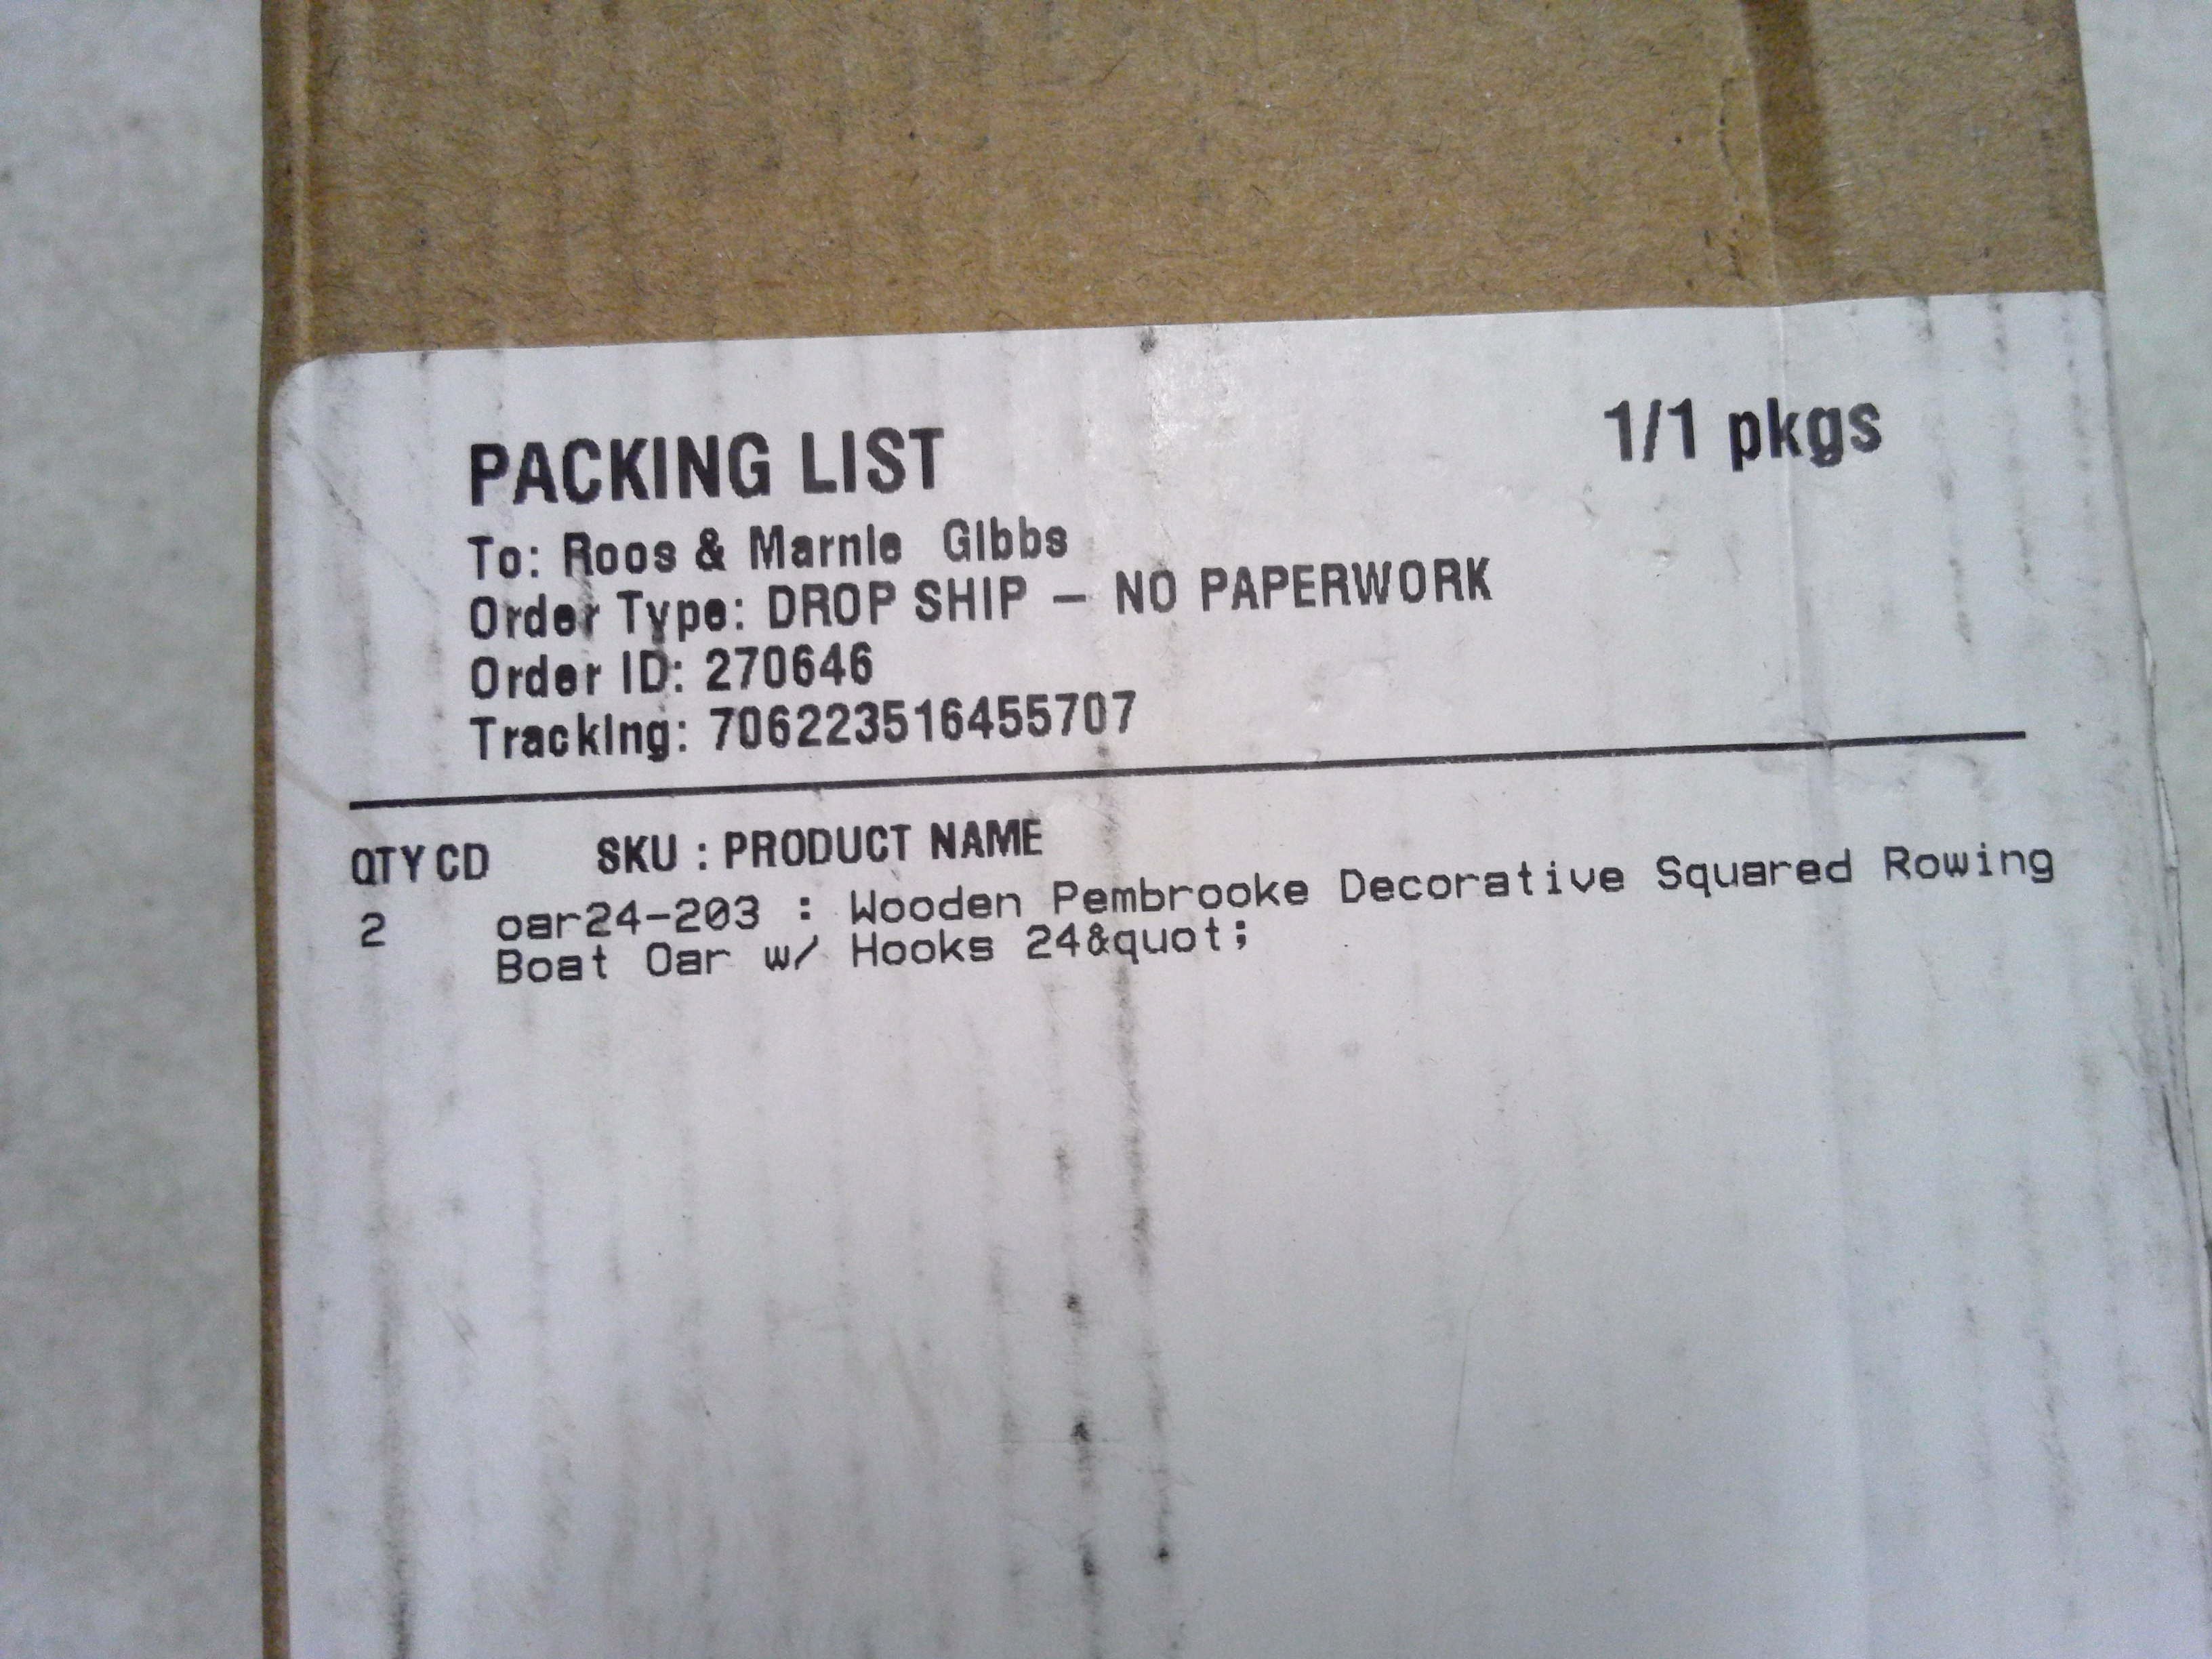 PACKING LIST
1/1 pkgs
To: Roos & Marnie Gibbs
Order Type: DROP SHIP – NO PAPERWORK
Order ID: 270646
Tracking: 706223516455707
QTY CD SKU : PRODUCT NAME
2 oar24-203 : Wooden Pembrooke Decorative Squared Rowing
Boat Oar w/ Hooks 24&quot;